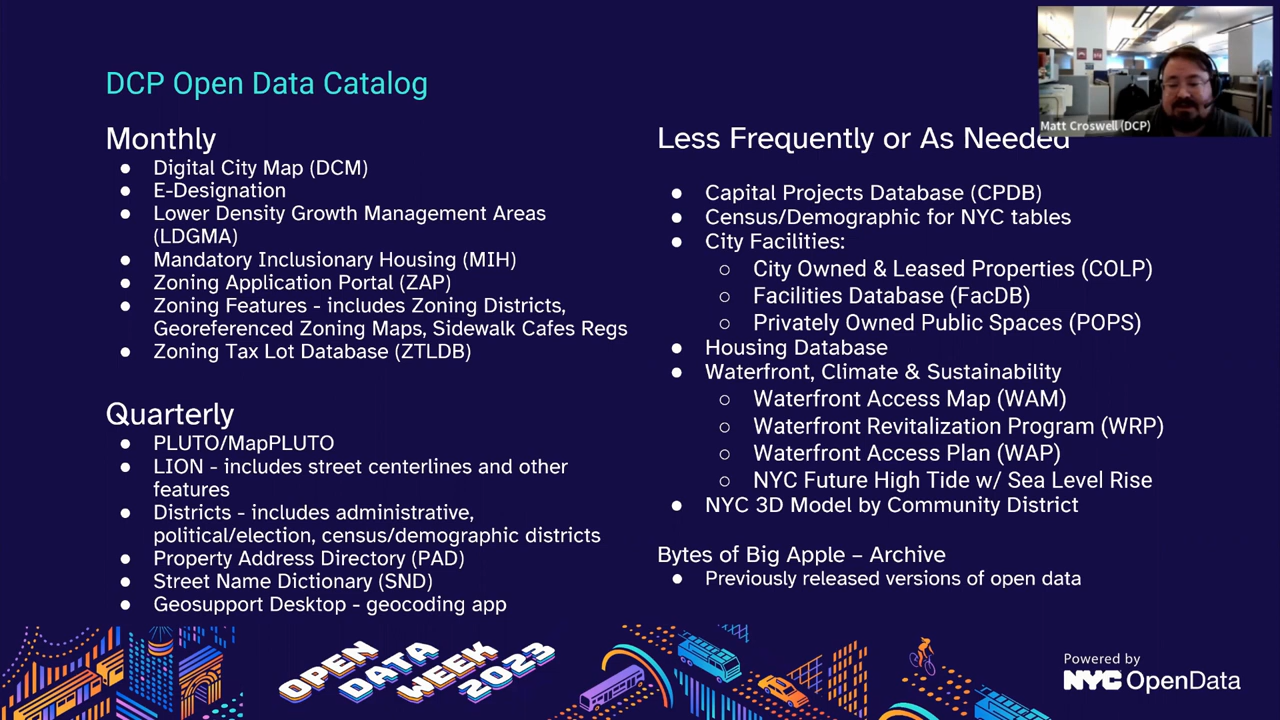 DCP Open Data Catalog
Monthly
● Digital City Map (DCM)
● E-Designation
● Lower Density Growth Management Areas
(LDGMA)
● Mandatory Inclusionary Housing (MIH)
● Zoning Application Portal (ZAP)
● Zoning Features - includes Zoning Districts,
Georeferenced Zoning Maps, Sidewalk Cafes Regs
● Zoning Tax Lot Database (ZTLDB)
Quarterly
● PLUTO/MapPLUTO
● LION - includes street centerlines and other
features
● Districts - includes administrative,
political/election, census/demographic districts
● Property Address Directory (PAD)
● Street Name Dictionary (SND)
● Geosupport Desktop - geocoding app
Matt Croswell (DCP)
Less Frequently or As Needed
● Capital Projects Database (CPDB)
● Census/Demographic for NYC tables
● City Facilities:
○ City Owned & Leased Properties (COLP)
○ Facilities Database (FacDB)
○ Privately Owned Public Spaces (POPS)
● Housing Database
● Waterfront, Climate & Sustainability
○ Waterfront Access Map (WAM)
○ Waterfront Revitalization Program (WRP)
○ Waterfront Access Plan (WAP)
○ NYC Future High Tide w/ Sea Level Rise
● NYC 3D Model by Community District
Bytes of Big Apple – Archive
● Previously released versions of open data
OPEN
DATA
WEEK
2023
Powered by
NYC OpenData